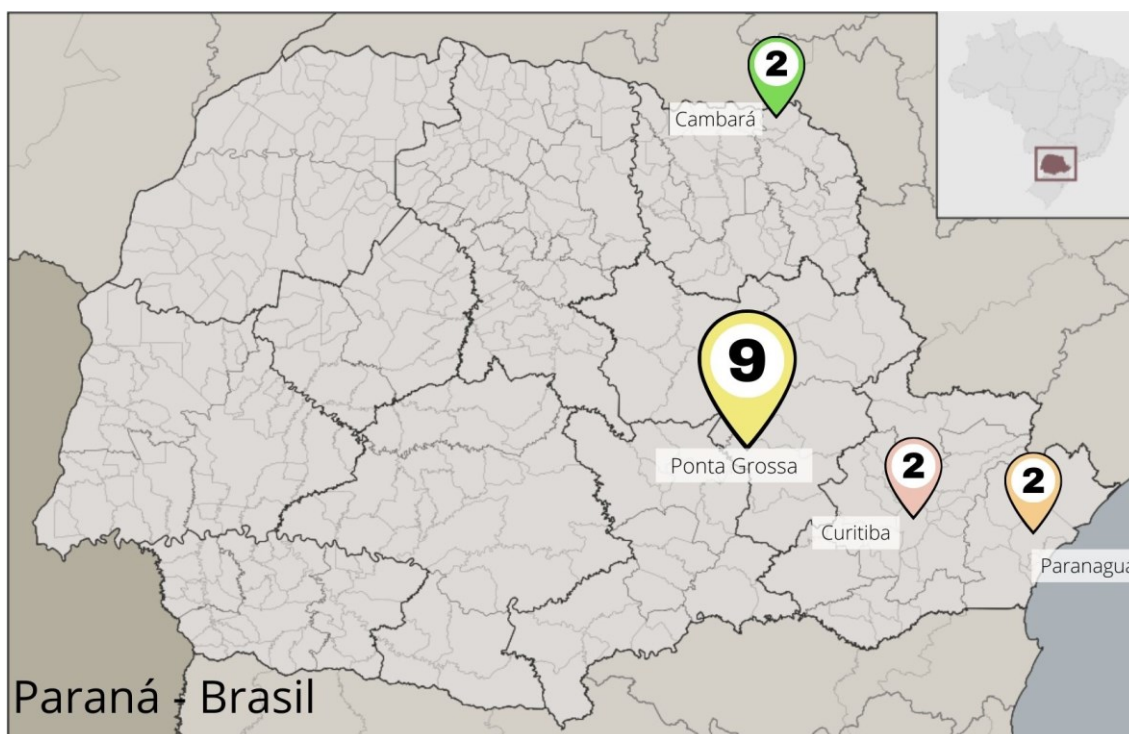 2
Cambará
9
Ponta Grossa
2
Curitiba
2
Paranaguá
Paraná - Brasil